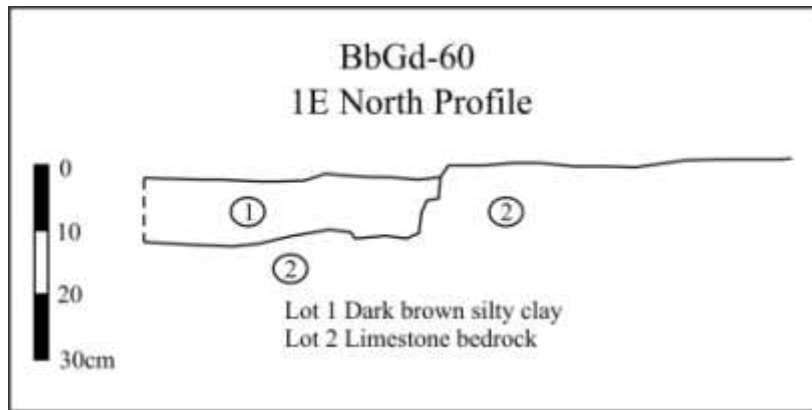 BbGd-60
1E North Profile
0
10
20
30cm
1
2
2
Lot 1 Dark brown silty clay
Lot 2 Limestone bedrock